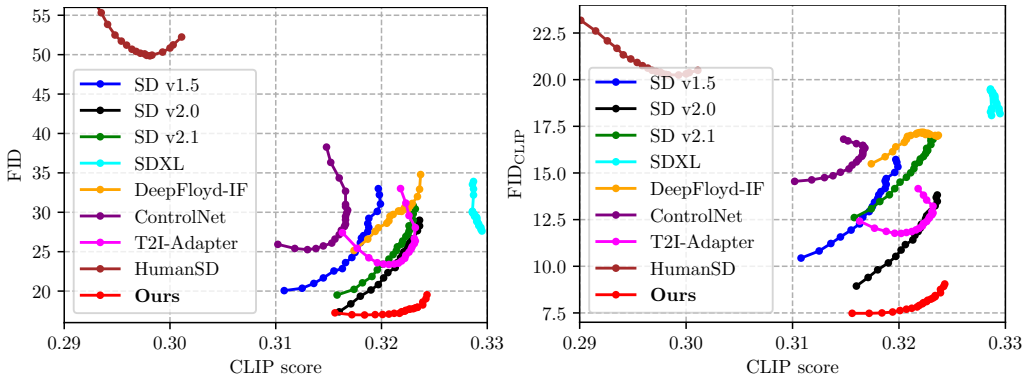 FID
55
50
45
40
35
30
25
20
SD v1.5
SD v2.0
SD v2.1
SDXL
DeepFloyd-IF
ControlNet
T2I-Adapter
HumanSD
Ours
0.29
0.30
0.31
0.32
0.33
CLIP score
FID_CLIP
22.5
20.0
17.5
15.0
12.5
10.0
7.5
SD v1.5
SD v2.0
SD v2.1
SDXL
DeepFloyd-IF
ControlNet
T2I-Adapter
HumanSD
Ours
0.29
0.30
0.31
0.32
0.33
CLIP score